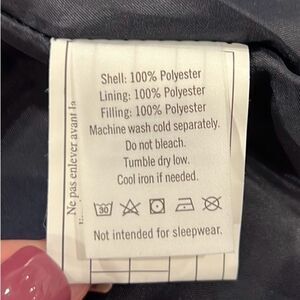 Shell: 100% Polyester
Lining: 100% Polyester
Filling: 100% Polyester
Machine wash cold separately.
Do not bleach.
Tumble dry low.
Cool iron if needed.
30
Not intended for sleepwear.
Ne pas enlever avant la